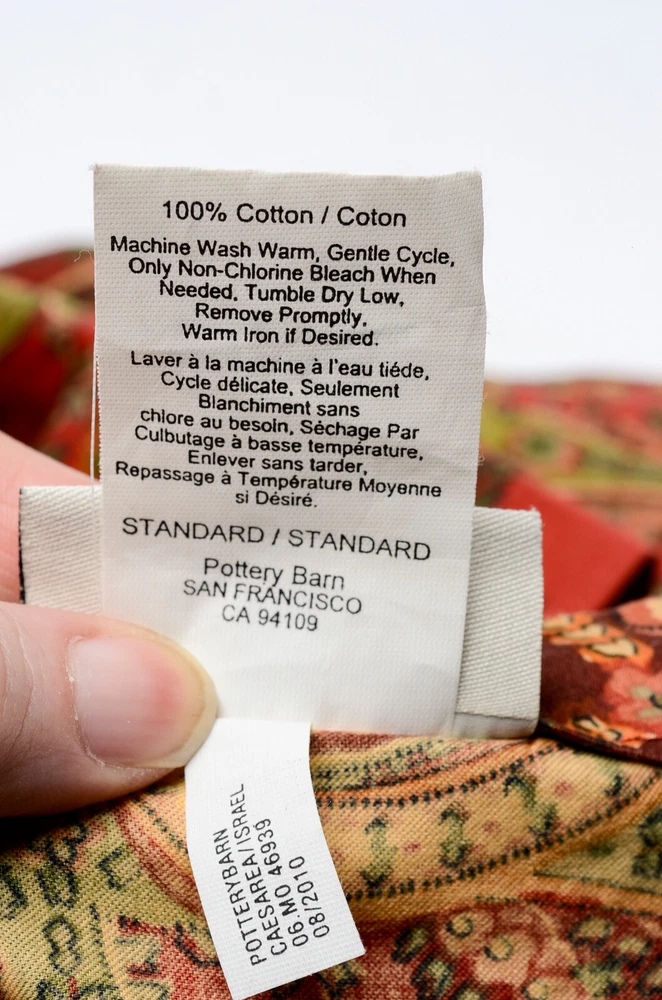 100% Cotton / Coton
Machine Wash Warm, Gentle Cycle,
Only Non-Chlorine Bleach When
Needed, Tumble Dry Low,
Remove Promptly,
Warm Iron if Desired.
Laver à la machine à l'eau tiéde,
Cycle délicate, Seulement
Blanchiment sans
chlore au besoin, Séchage Par
Culbutage à basse température,
Enlever sans tarder,
Repassage à Température Moyenne
si Désiré.
STANDARD / STANDARD
Pottery Barn
SAN FRANCISCO
CA 94109
POTTERYBARN
CAESAREA/ISRAEL
06.MO 46939
08/2010